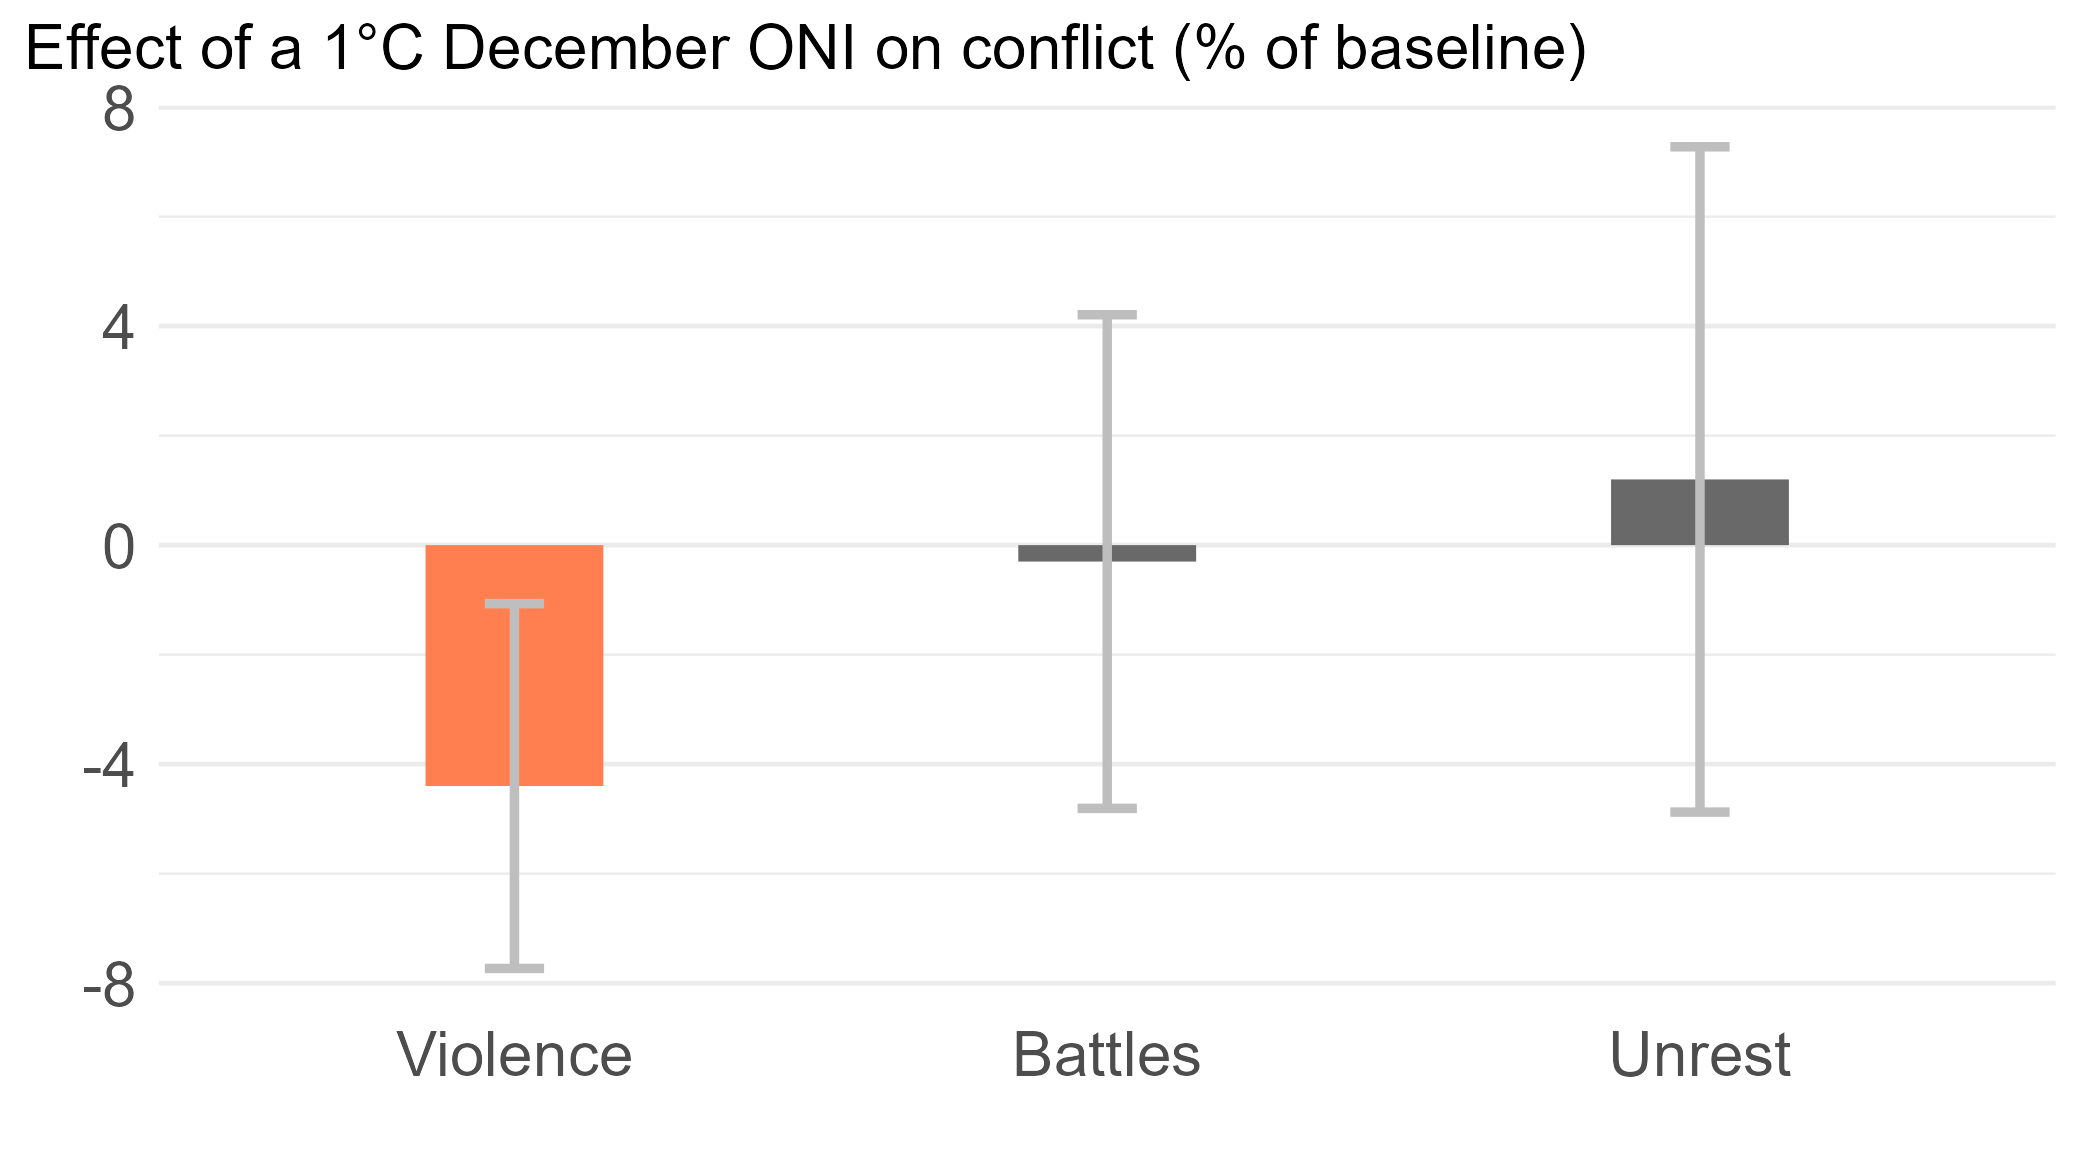 Effect of a 1°C December ONI on conflict (% of baseline)
8
4
0
-4
-8
Violence Battles Unrest